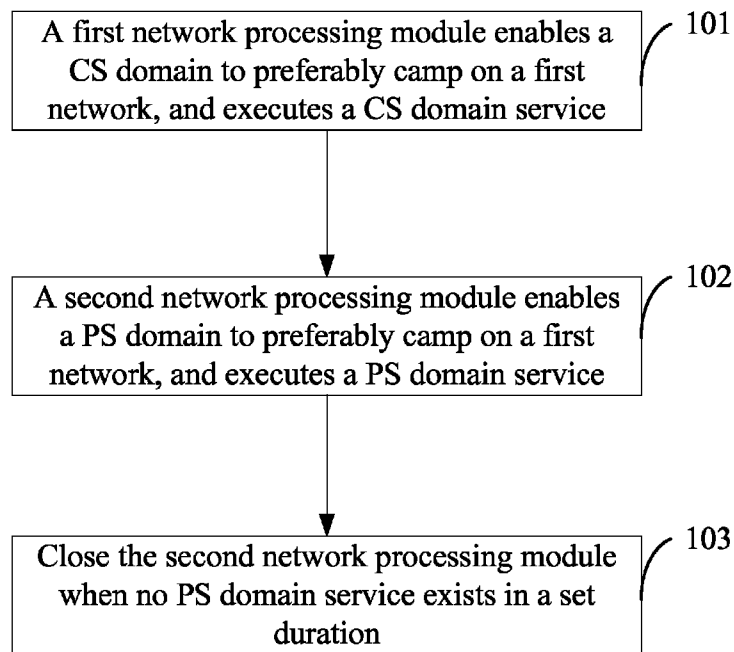 A first network processing module enables a
CS domain to preferably camp on a first
network, and executes a CS domain service
101
A second network processing module enables
a PS domain to preferably camp on a first
network, and executes a PS domain service
102
Close the second network processing module
when no PS domain service exists in a set
duration
103